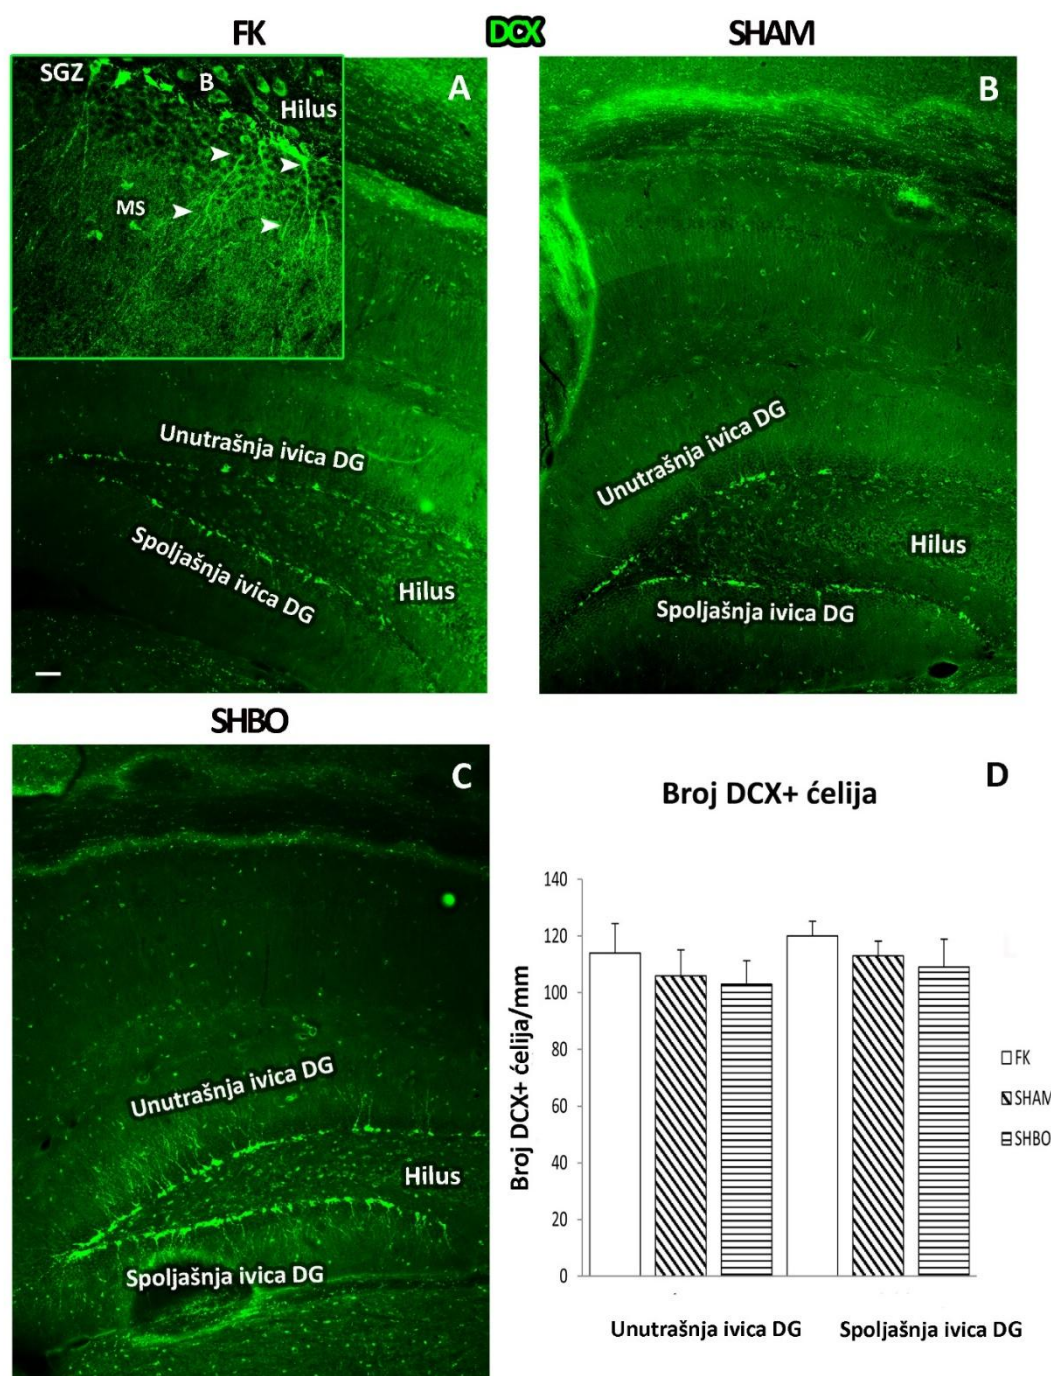 FK
DCX
SHAM
SGZ
B
Hilus
MS
A
Unutrašnja ivica DG
Spoljašnja ivica DG
Hilus
B
Unutrašnja ivica DG
Hilus
Spoljašnja ivica DG
SHBO
C
Unutrašnja ivica DG
Hilus
Spoljašnja ivica DG
D
Broj DCX+ ćelija
Broj DCX+ ćelija/mm
140
120
100
80
60
40
20
0
FK
SHAM
SHBO
Unutrašnja ivica DG
Spoljašnja ivica DG